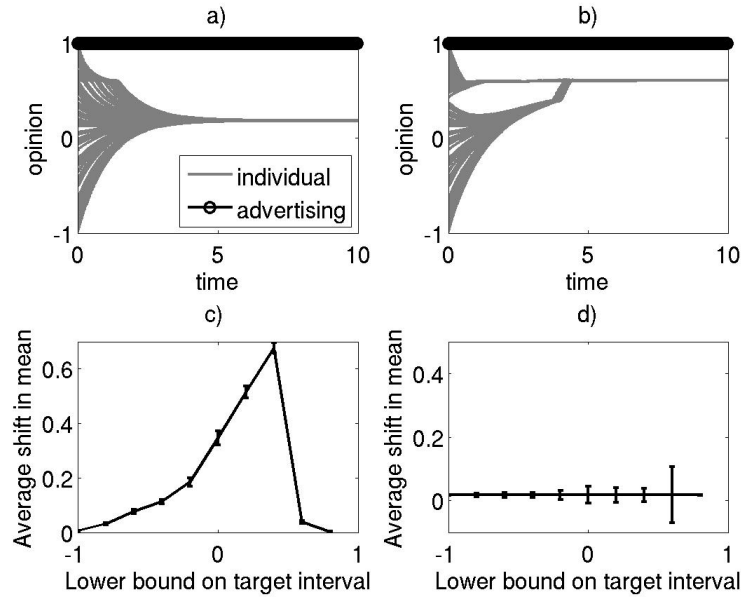 a)
1
0
-1
opinion
0
5
10
time
individual
advertising
b)
1
0
-1
opinion
0
5
10
time
c)
0.6
0.4
0.2
0
Average shift in mean
-1
0
1
Lower bound on target interval
d)
0.4
0.2
0
Average shift in mean
-1
0
1
Lower bound on target interval